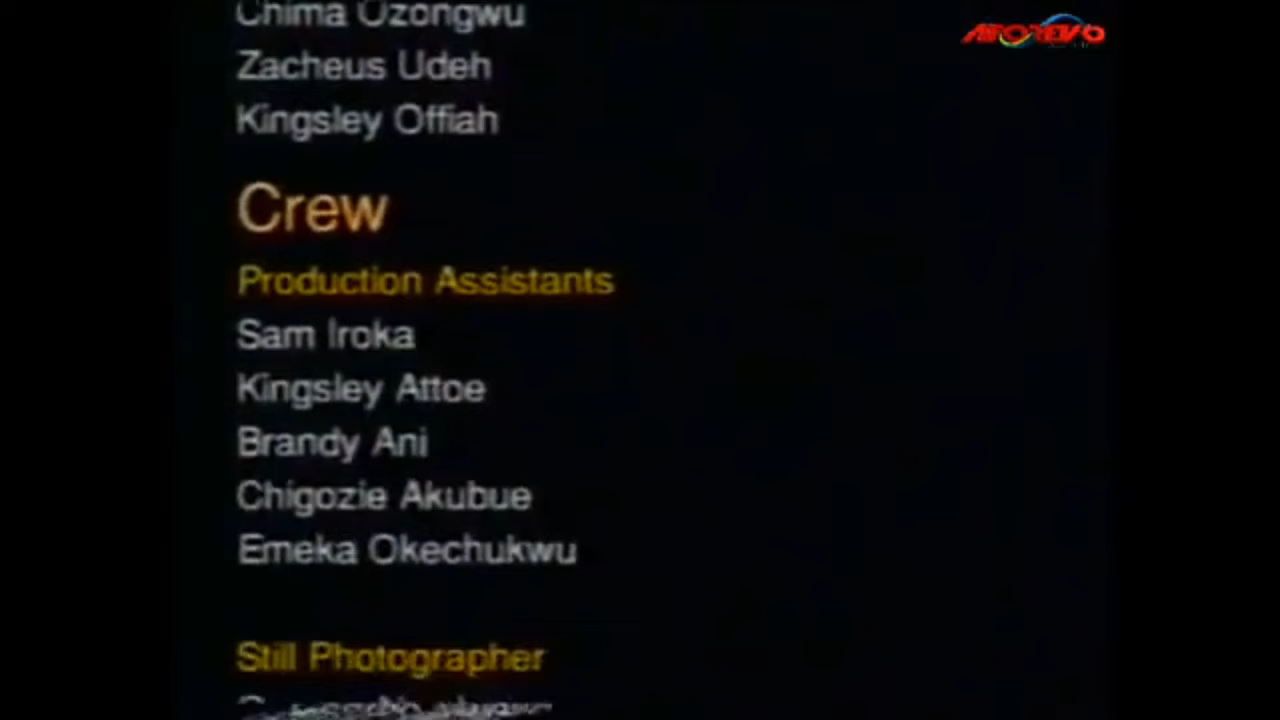 Chima Ozongwu
Zacheus Udeh
Kingsley Offiah
Crew
Production Assistants
Sam Iroka
Kingsley Attoe
Brandy Ani
Chigozie Akubue
Emeka Okechukwu
Still Photographer